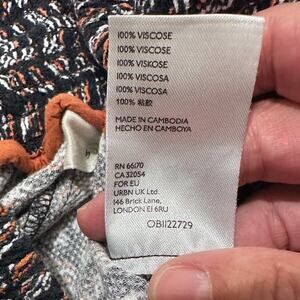 100% VISCOSE
100% VISCOSE
100% VISKOSE
100% VISCOSA
100% VISCOSA
100% 粘胶
MADE IN CAMBODIA
HECHO EN CAMBOYA
RN 66170
CA 32054
FOR EU
URBN UK Ltd.
146 Brick Lane,
LONDON E1 6RU
OB1122729